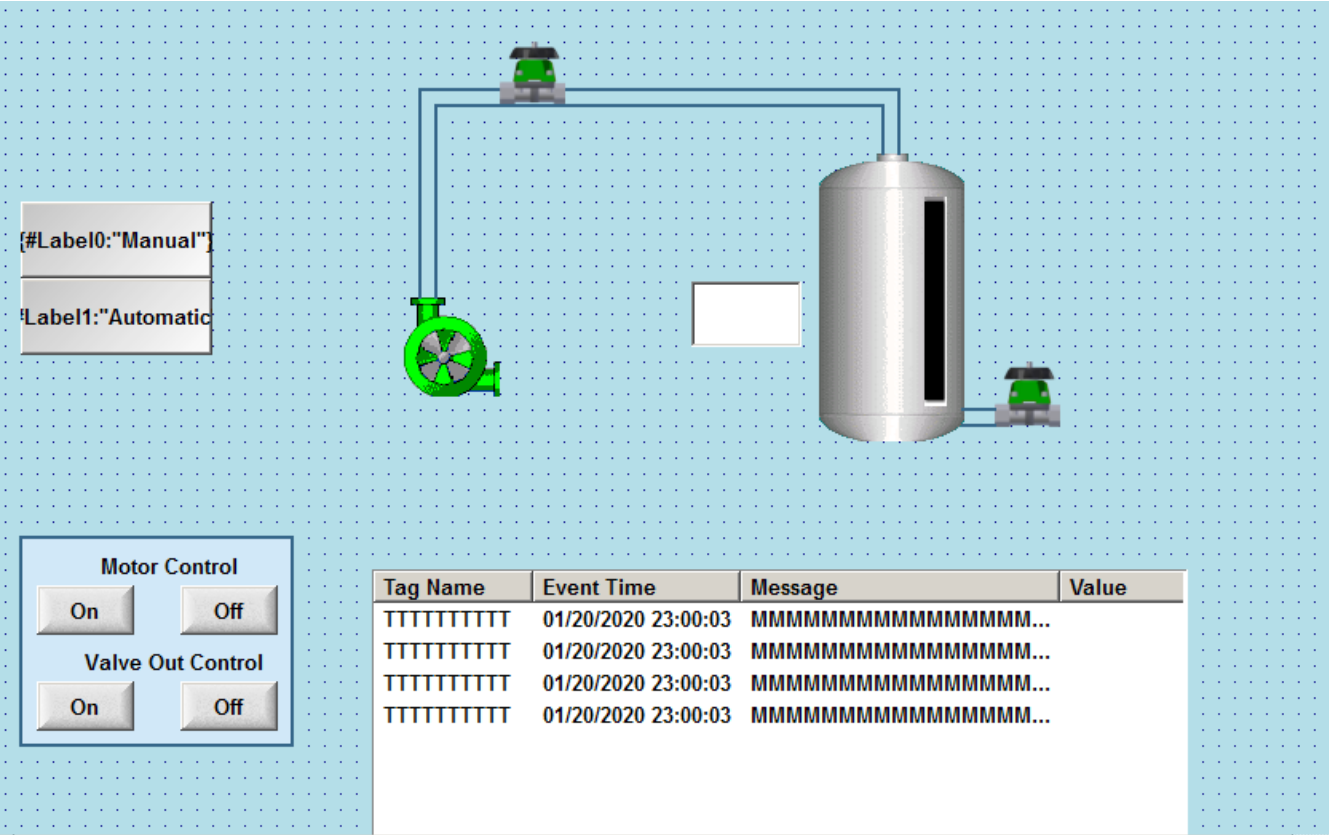 {#Label0:"Manual"}
#Label1:"Automatic
Motor Control
On Off
Valve Out Control
On Off
Tag Name Event Time Message Value
TTTTTTTTTT 01/20/2020 23:00:03 MMMMMMMMMMMMMMMMM...
TTTTTTTTTT 01/20/2020 23:00:03 MMMMMMMMMMMMMMMMM...
TTTTTTTTTT 01/20/2020 23:00:03 MMMMMMMMMMMMMMMMM...
TTTTTTTTTT 01/20/2020 23:00:03 MMMMMMMMMMMMMMMMM...